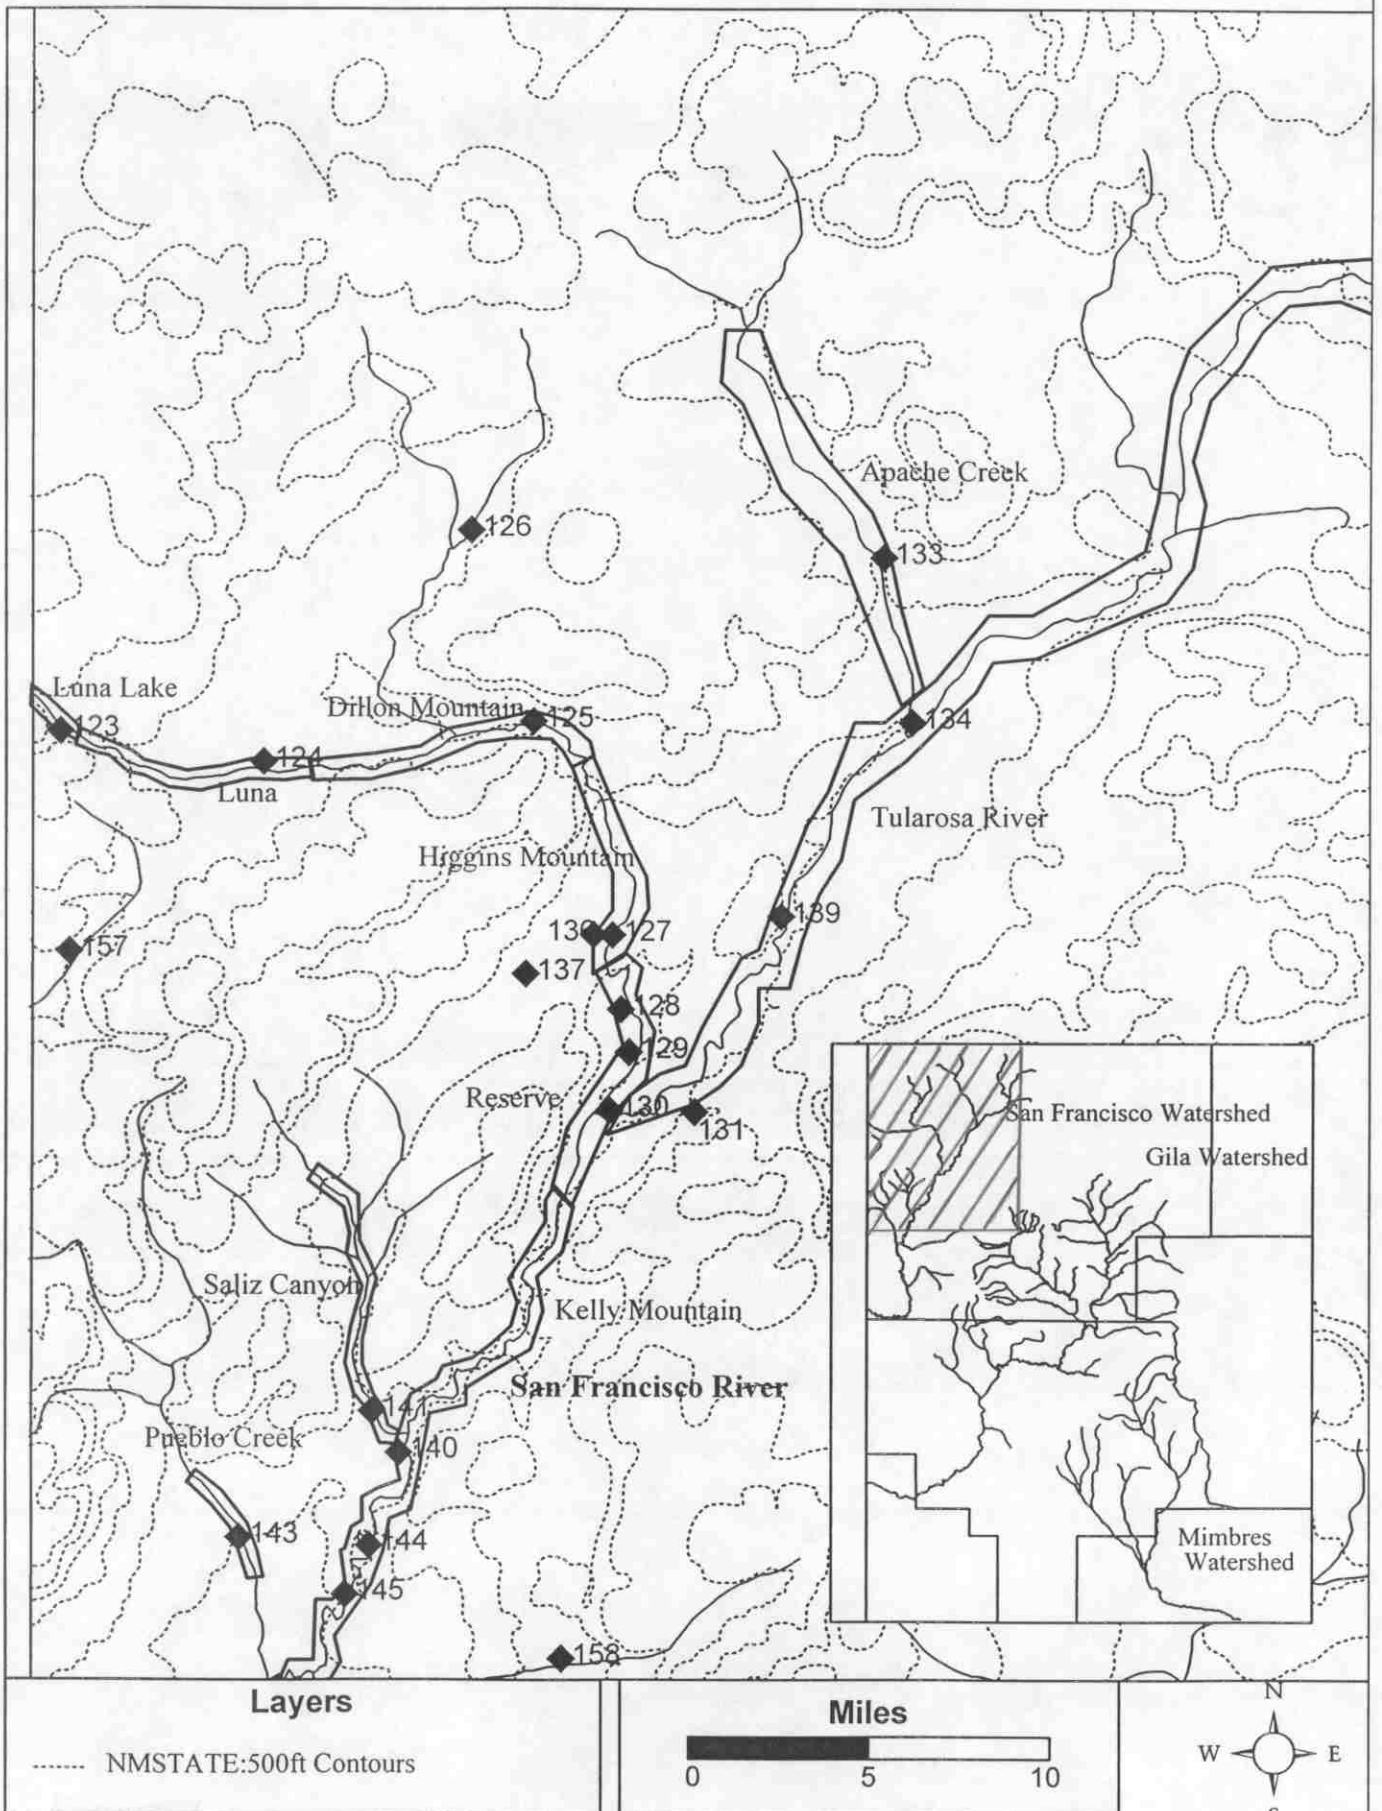 Apache Creek
126
133
Luna Lake
123
Dillon Mountain
125
134
124
Luna
Tularosa River
Higgins Mountain
139
127
157
137
128
129
Reserve
130
131
San Francisco Watershed
Gila Watershed
Saliz Canyon
Kelly Mountain
San Francisco River
141
Pueblo Creek
140
143
144
145
Mimbres
Watershed
158
Layers
NMSTATE:500ft Contours
Miles
0 5 10
N
W E